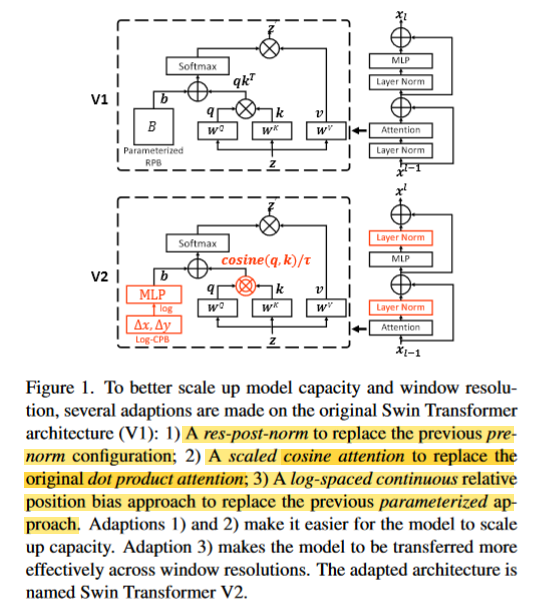 x_l
MLP
Layer Norm
Attention
Layer Norm
x^{l-1}
V1
z
Softmax
qk^T
b
q
k
v
B
W^Q
W^K
W^V
Parameterized
RPB
z
x^l
Layer Norm
MLP
Layer Norm
Attention
x_{l-1}
V2
z
Softmax
cosine(q,k)/τ
b
q
k
v
MLP
log
W^Q
W^K
W^V
Δx, Δy
Log-CPB
z
Figure 1. To better scale up model capacity and window resolu-
tion, several adaptions are made on the original Swin Transformer
architecture (V1): 1) A res-post-norm to replace the previous pre-
norm configuration; 2) A scaled cosine attention to replace the
original dot product attention; 3) A log-spaced continuous relative
position bias approach to replace the previous parameterized ap-
proach. Adaptions 1) and 2) make it easier for the model to scale
up capacity. Adaption 3) makes the model to be transferred more
effectively across window resolutions. The adapted architecture is
named Swin Transformer V2.